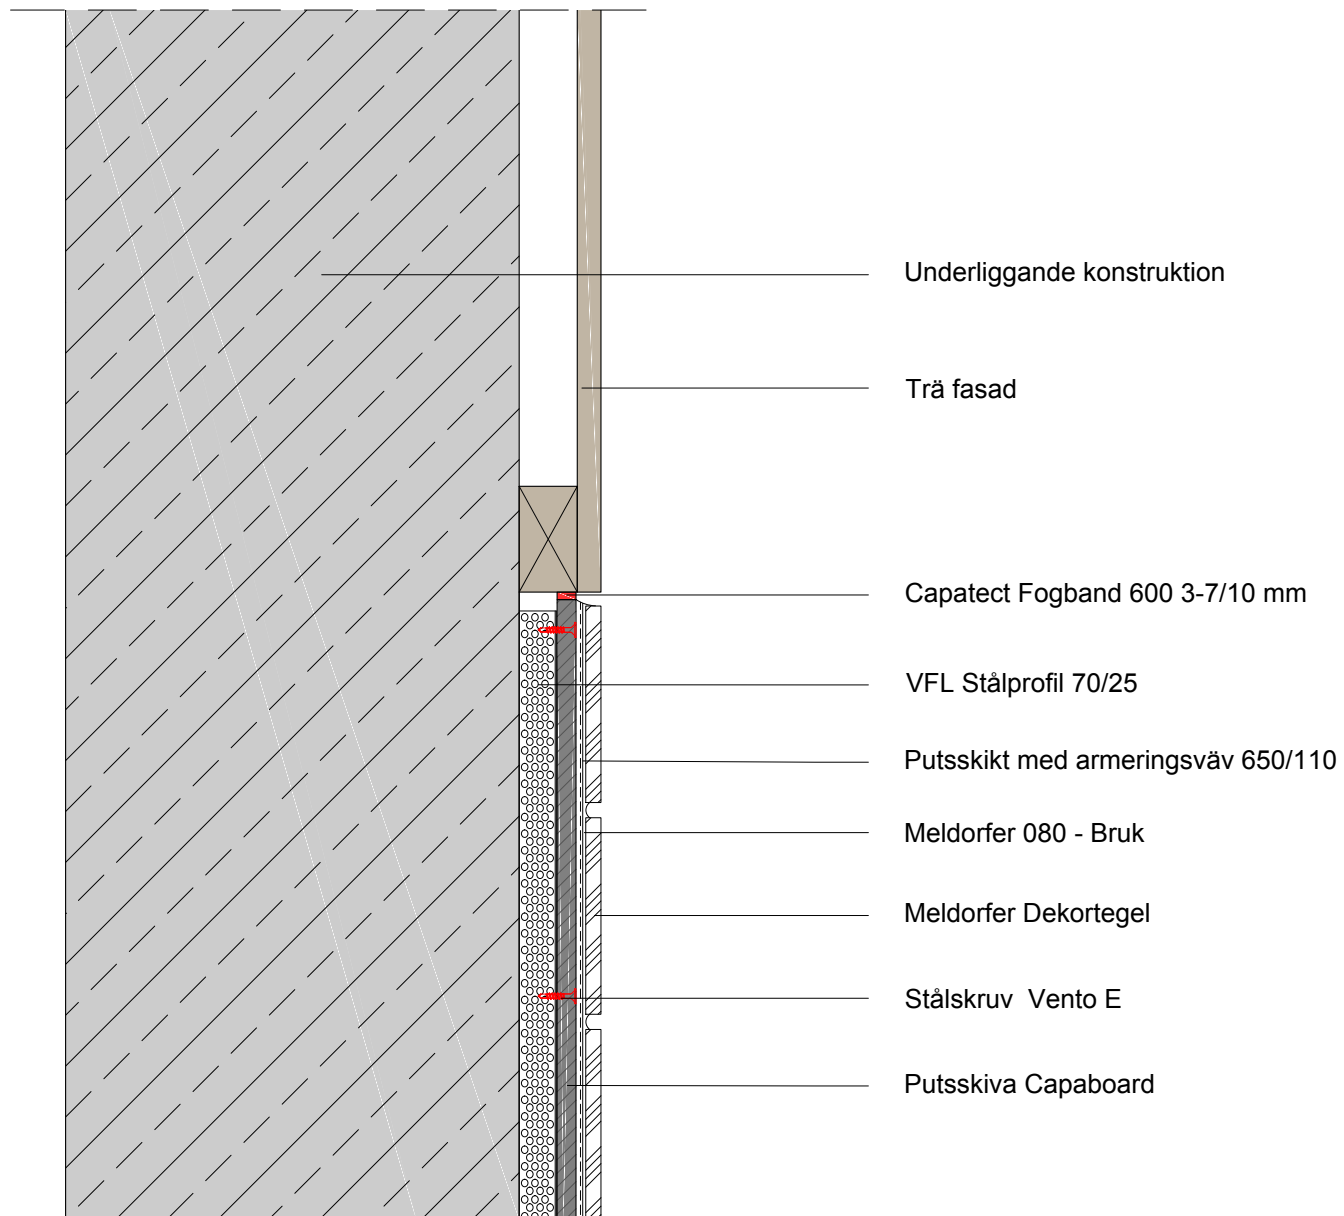 Underliggande konstruktion
Trä fasad
Capatect Fogband 600 3-7/10 mm
VFL Stålprofil 70/25
Putsskikt med armeringsväv 650/110
Meldorfer 080 - Bruk
Meldorfer Dekortegel
Stålskruv  Vento E
Putsskiva Capaboard